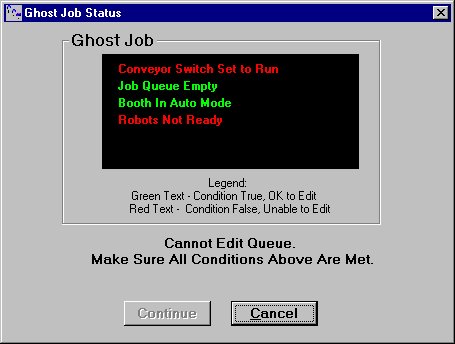 Ghost Job Status
Ghost Job
Conveyor Switch Set to Run
Job Queue Empty
Booth In Auto Mode
Robots Not Ready
Legend:
Green Text - Condition True, OK to Edit
Red Text - Condition False, Unable to Edit
Cannot Edit Queue.
Make Sure All Conditions Above Are Met.
Continue
Cancel